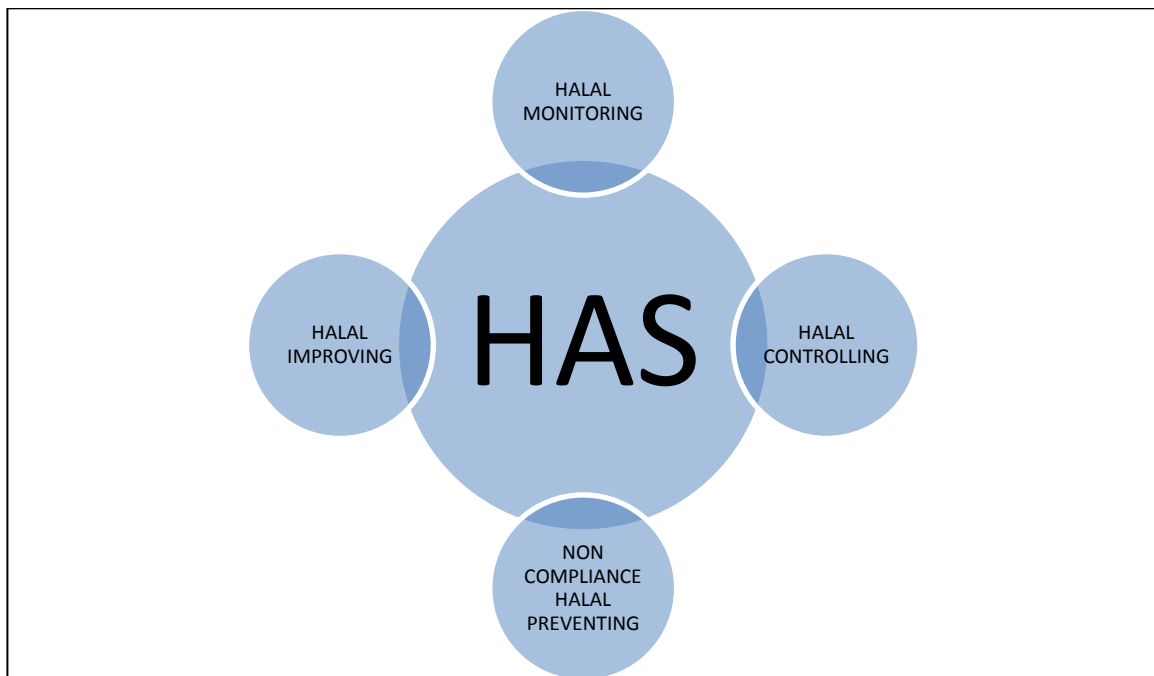 HALAL
MONITORING
HALAL
IMPROVING
HAS
HALAL
CONTROLLING
NON
COMPLIANCE
HALAL
PREVENTING